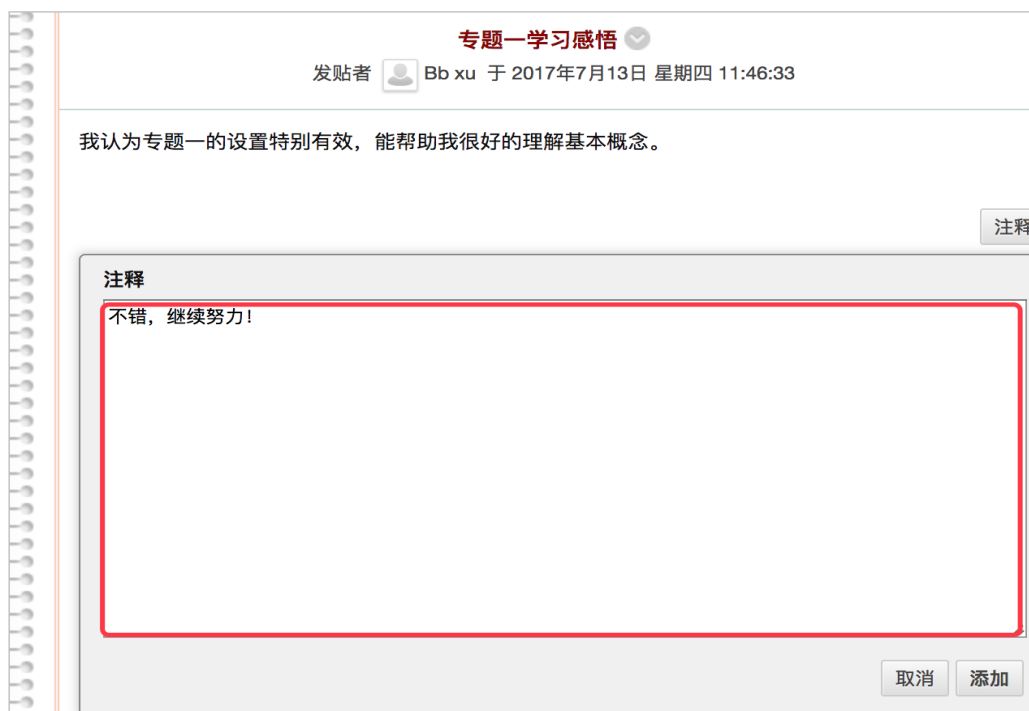 专题一学习感悟
发贴者 Bb xu 于 2017年7月13日 星期四 11:46:33
我认为专题一的设置特别有效，能帮助我很好的理解基本概念。
注释
注释
不错，继续努力！
取消 添加